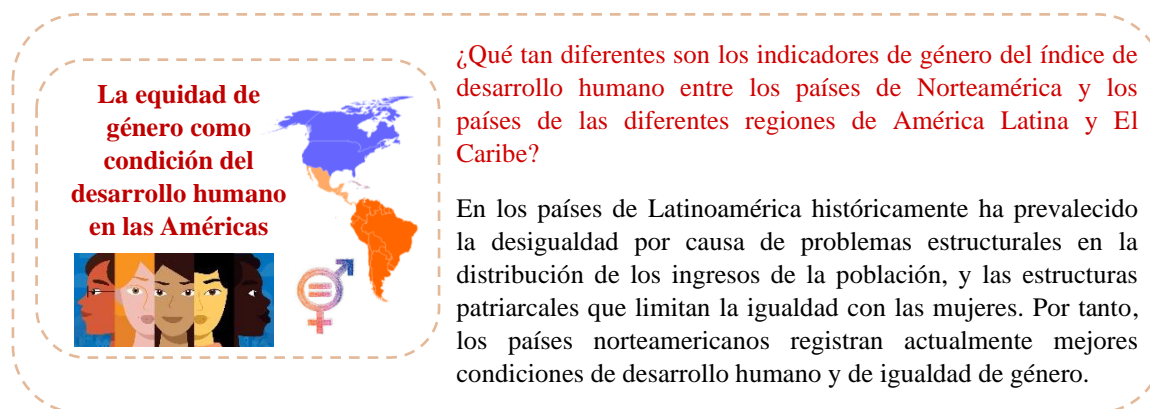 La equidad de
género como
condición del
desarrollo humano
en las Américas
¿Qué tan diferentes son los indicadores de género del índice de
desarrollo humano entre los países de Norteamérica y los
países de las diferentes regiones de América Latina y El
Caribe?
En los países de Latinoamérica históricamente ha prevalecido
la desigualdad por causa de problemas estructurales en la
distribución de los ingresos de la población, y las estructuras
patriarcales que limitan la igualdad con las mujeres. Por tanto,
los países norteamericanos registran actualmente mejores
condiciones de desarrollo humano y de igualdad de género.